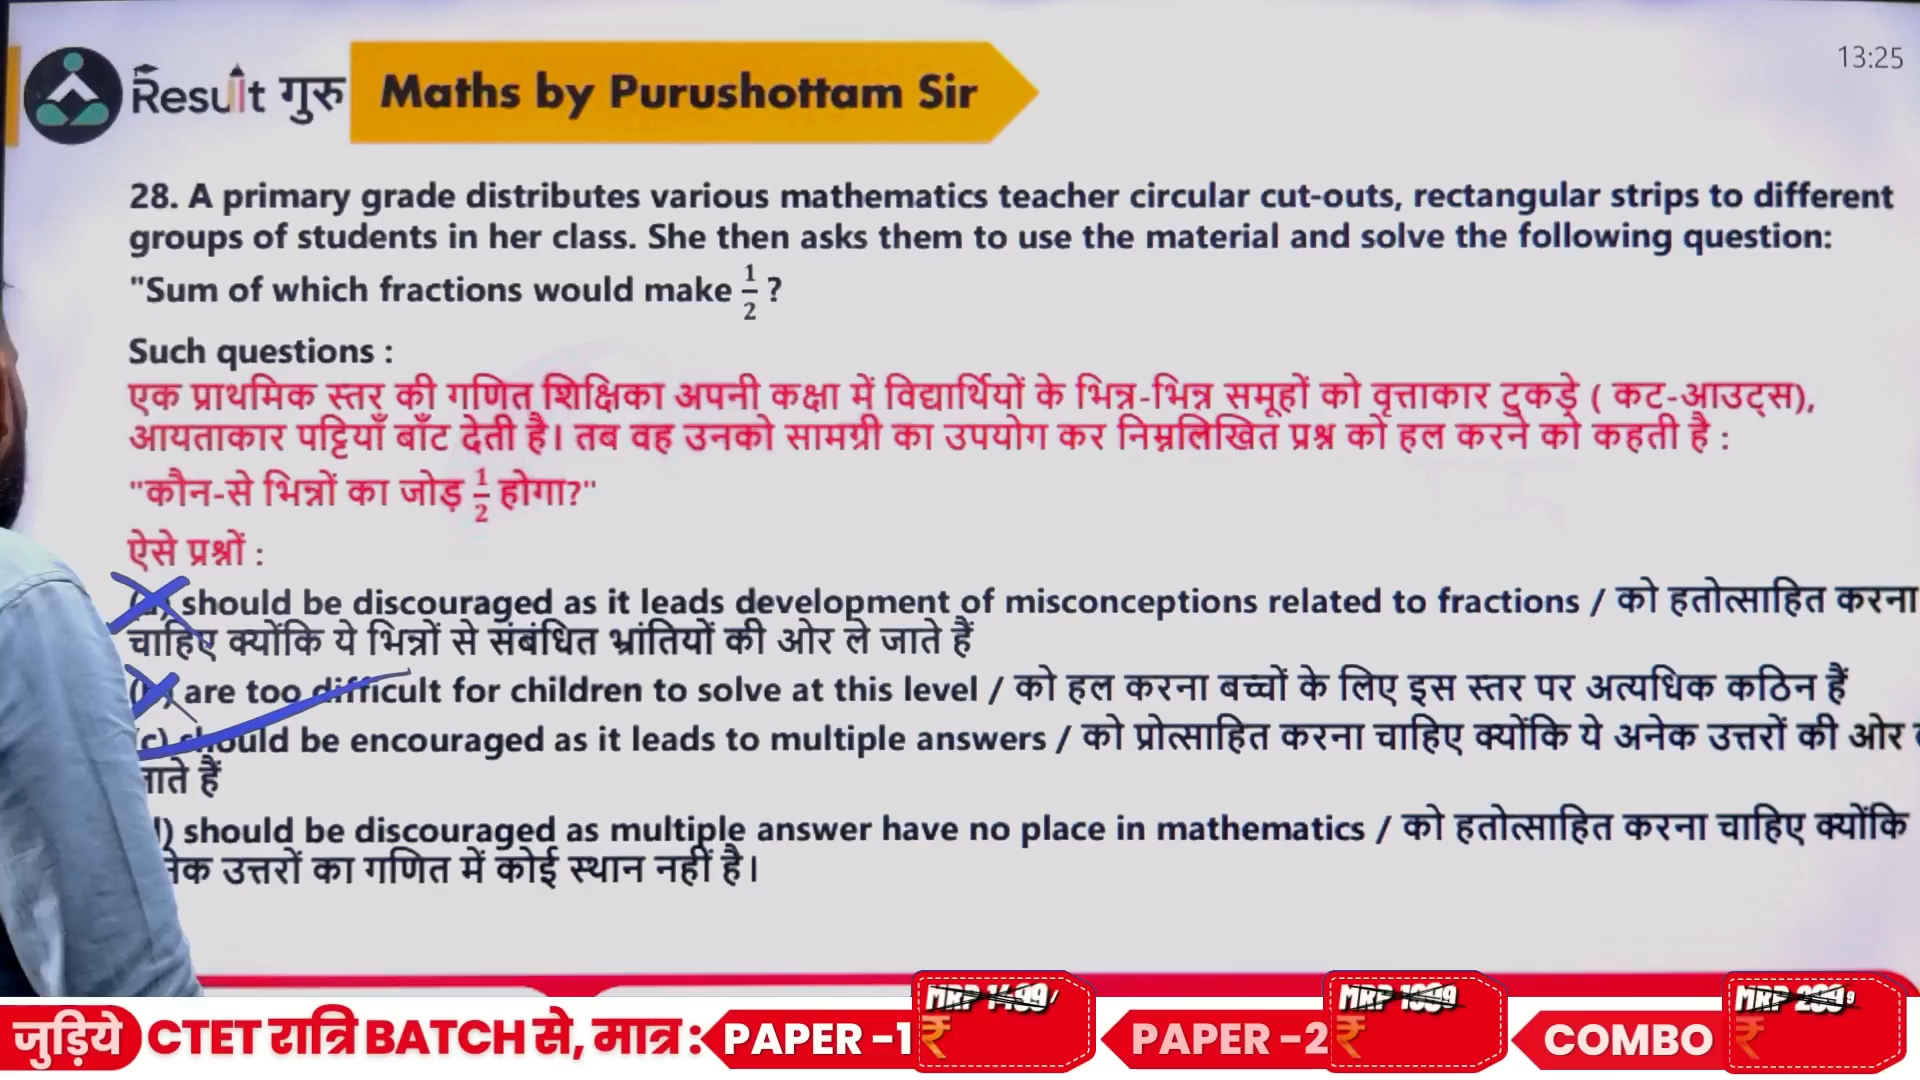 Result गुरु
Maths by Purushottam Sir
13:25
28. A primary grade distributes various mathematics teacher circular cut-outs, rectangular strips to different
groups of students in her class. She then asks them to use the material and solve the following question:
"Sum of which fractions would make 1/2 ?
Such questions :
एक प्राथमिक स्तर की गणित शिक्षिका अपनी कक्षा में विद्यार्थियों के भिन्न-भिन्न समूहों को वृत्ताकार टुकड़े ( कट-आउट्स),
आयताकार पट्टियाँ बाँट देती है। तब वह उनको सामग्री का उपयोग कर निम्नलिखित प्रश्न को हल करने को कहती है :
"कौन-से भिन्नों का जोड़ 1/2 होगा?"
ऐसे प्रश्नों :
should be discouraged as it leads development of misconceptions related to fractions / को हतोत्साहित करना
चाहिए क्योंकि ये भिन्नों से संबंधित भ्रांतियों की ओर ले जाते हैं
are too difficult for children to solve at this level / को हल करना बच्चों के लिए इस स्तर पर अत्यधिक कठिन हैं
(c) should be encouraged as it leads to multiple answers / को प्रोत्साहित करना चाहिए क्योंकि ये अनेक उत्तरों की ओर
जाते हैं
should be discouraged as multiple answer have no place in mathematics / को हतोत्साहित करना चाहिए क्योंकि
उत्तरों का गणित में कोई स्थान नहीं है।
जुड़िये CTET रात्रि BATCH से, मात्र :
PAPER -1 MRP 1499/ ₹
PAPER -2 MRP ₹
COMBO MRP ₹